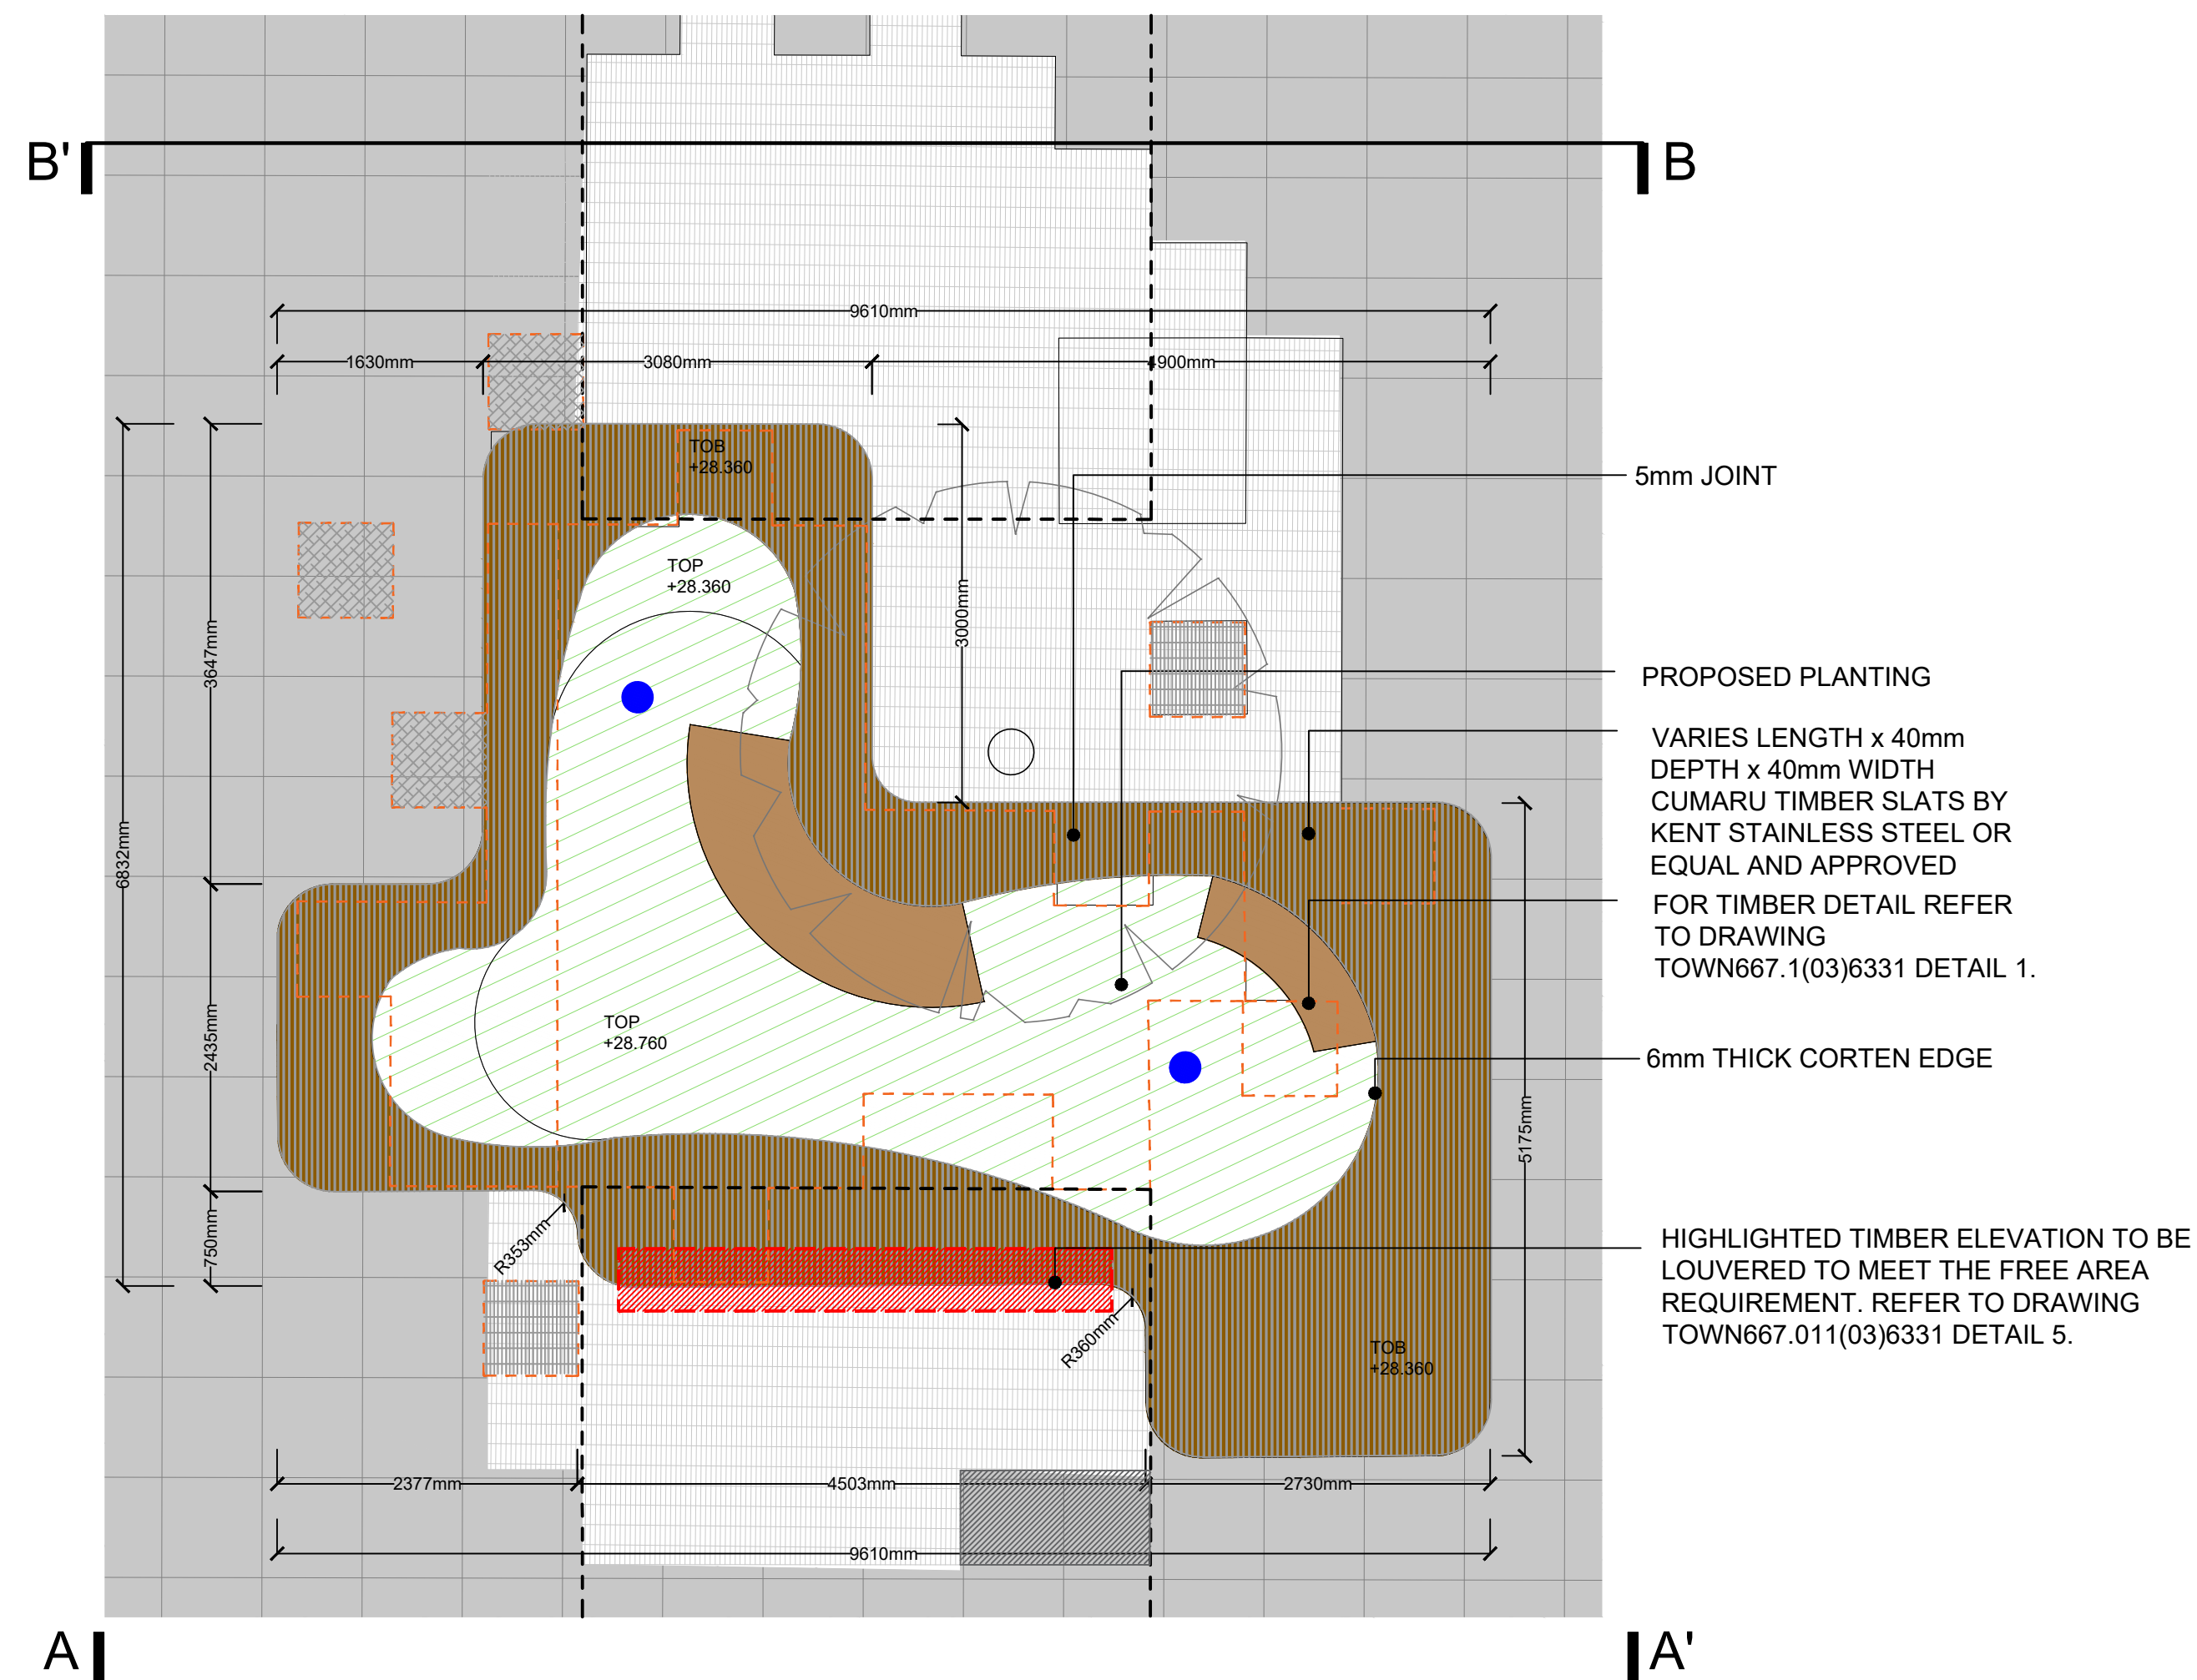 B'
B
9610mm
1630mm
3080mm
4900mm
TOB
+28.360
5mm JOINT
TOP
+28.360
3000mm
3647mm
PROPOSED PLANTING
VARIES LENGTH x 40mm
DEPTH x 40mm WIDTH
CUMARU TIMBER SLATS BY
KENT STAINLESS STEEL OR
EQUAL AND APPROVED
6832mm
FOR TIMBER DETAIL REFER
TO DRAWING
TOWN667.1(03)6331 DETAIL 1.
TOP
+28.760
2435mm
6mm THICK CORTEN EDGE
5175mm
750mm
R353mm
HIGHLIGHTED TIMBER ELEVATION TO BE
LOUVERED TO MEET THE FREE AREA
REQUIREMENT. REFER TO DRAWING
TOWN667.011(03)6331 DETAIL 5.
R360mm
TOB
+28.360
2377mm
4503mm
2730mm
9610mm
A
A'